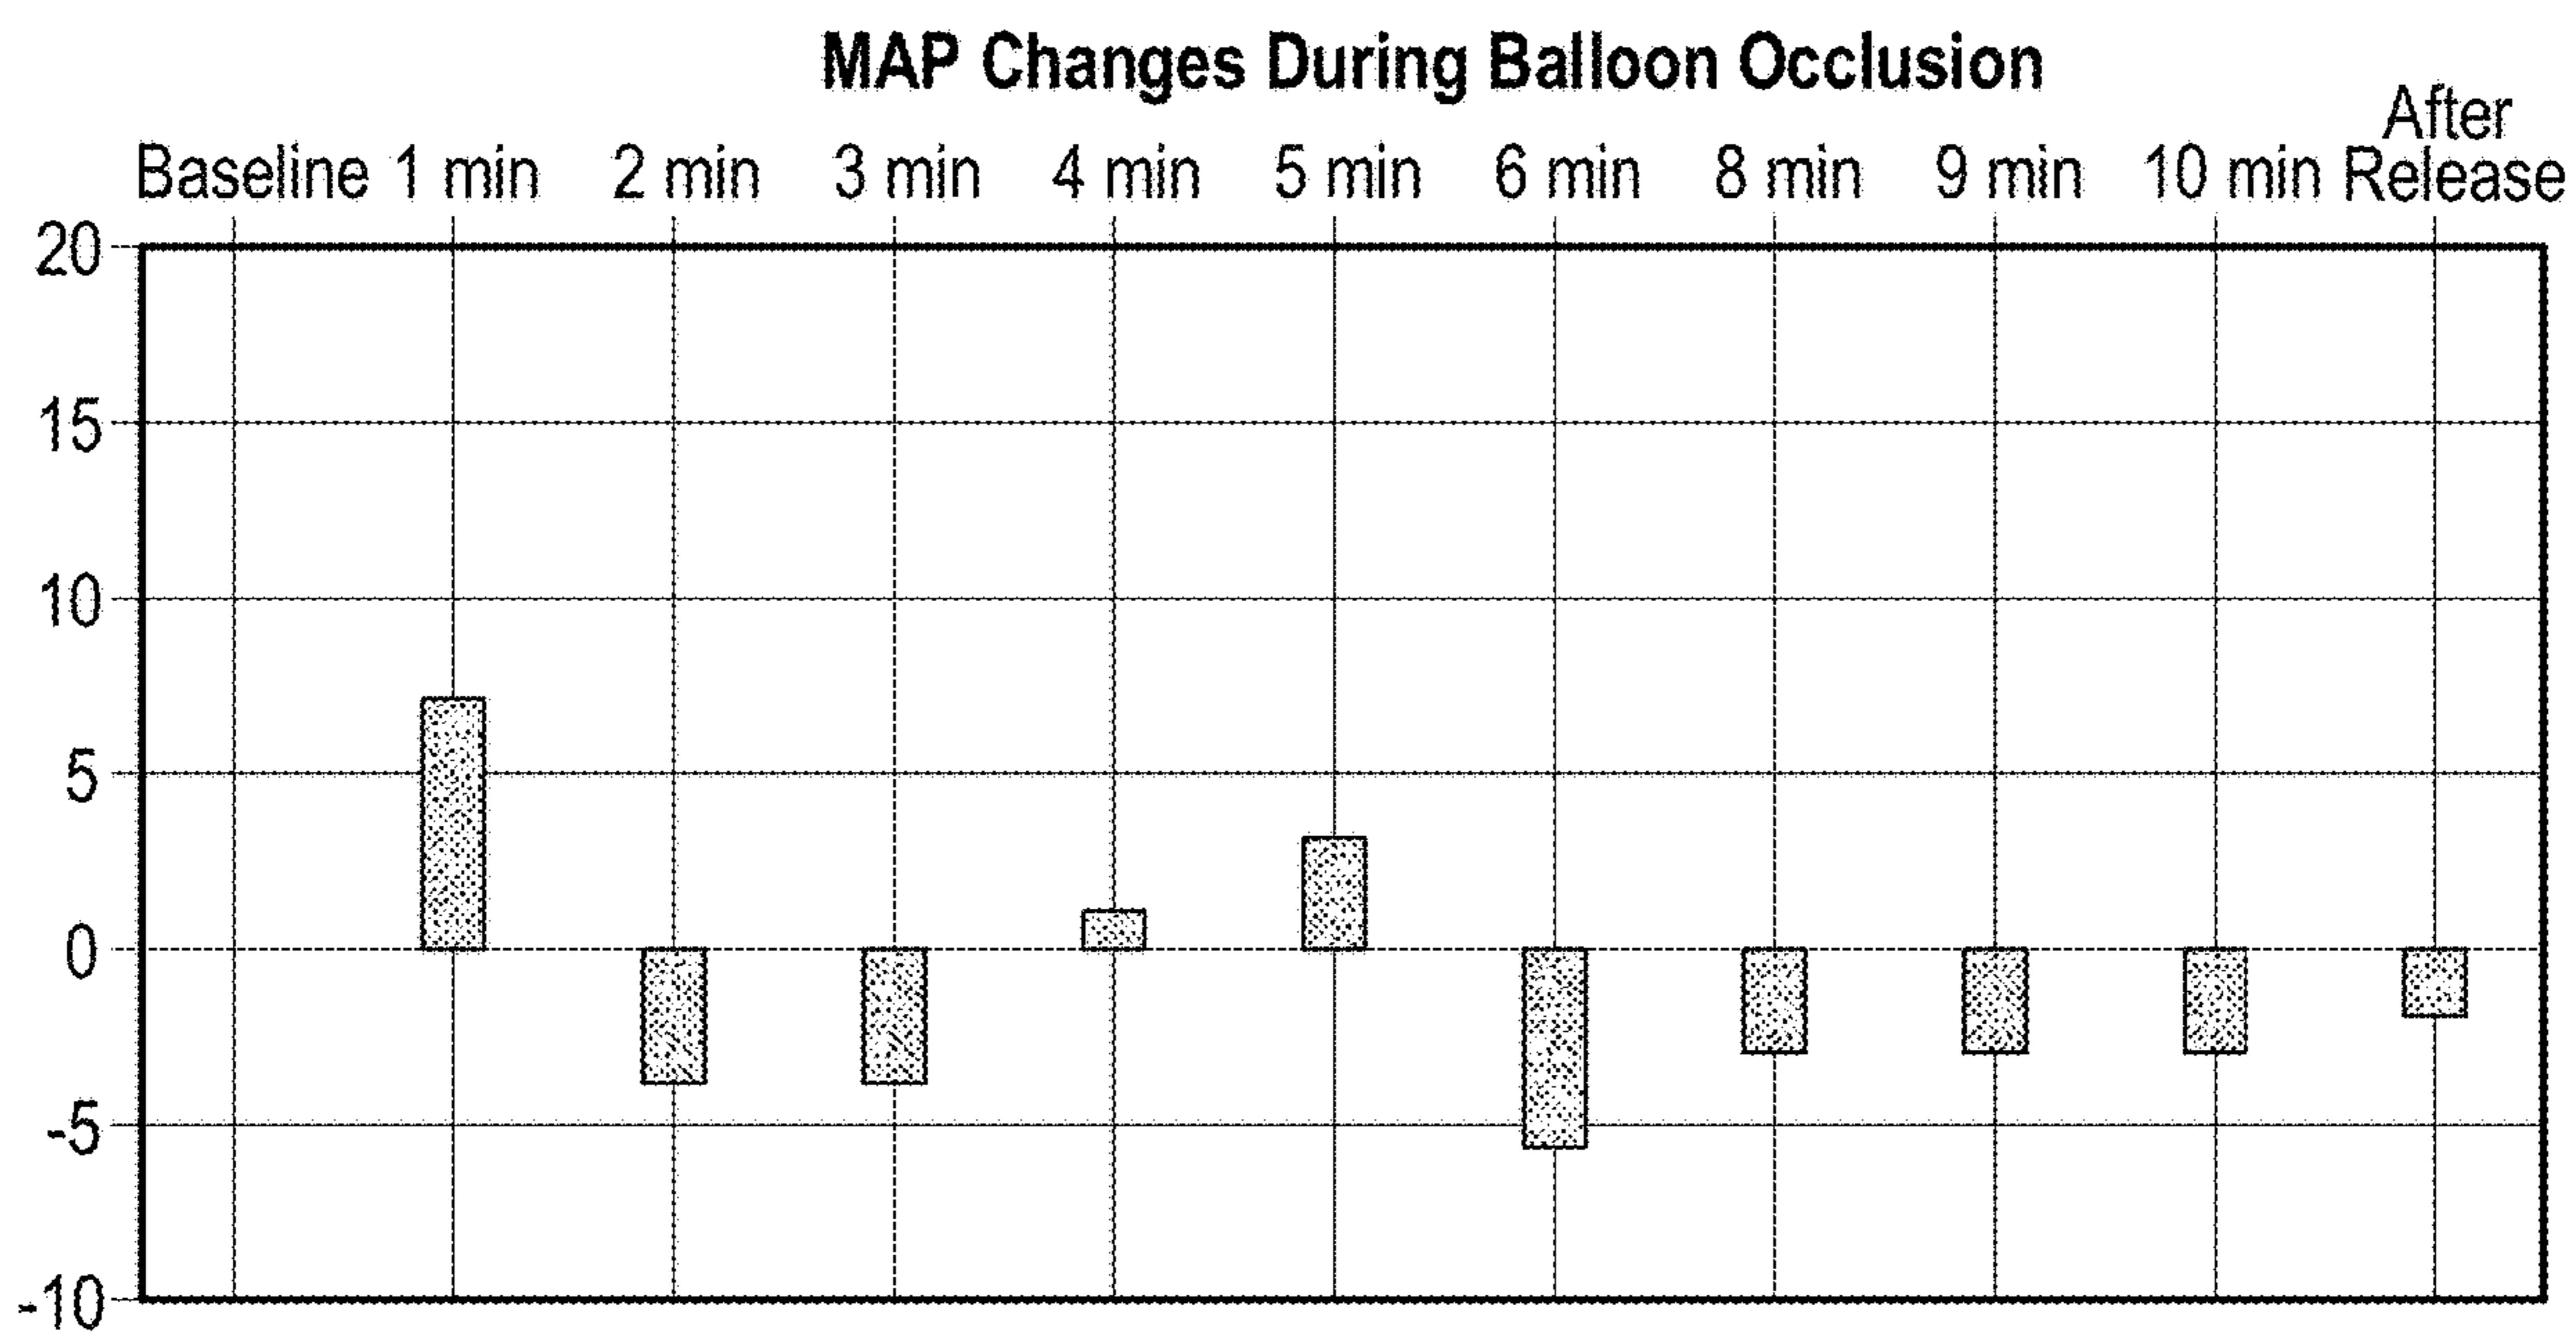 MAP Changes During Balloon Occlusion
Baseline 1 min 2 min 3 min 4 min 5 min 6 min 8 min 9 min 10 min After
Release
20
15
10
5
0
-5
-10